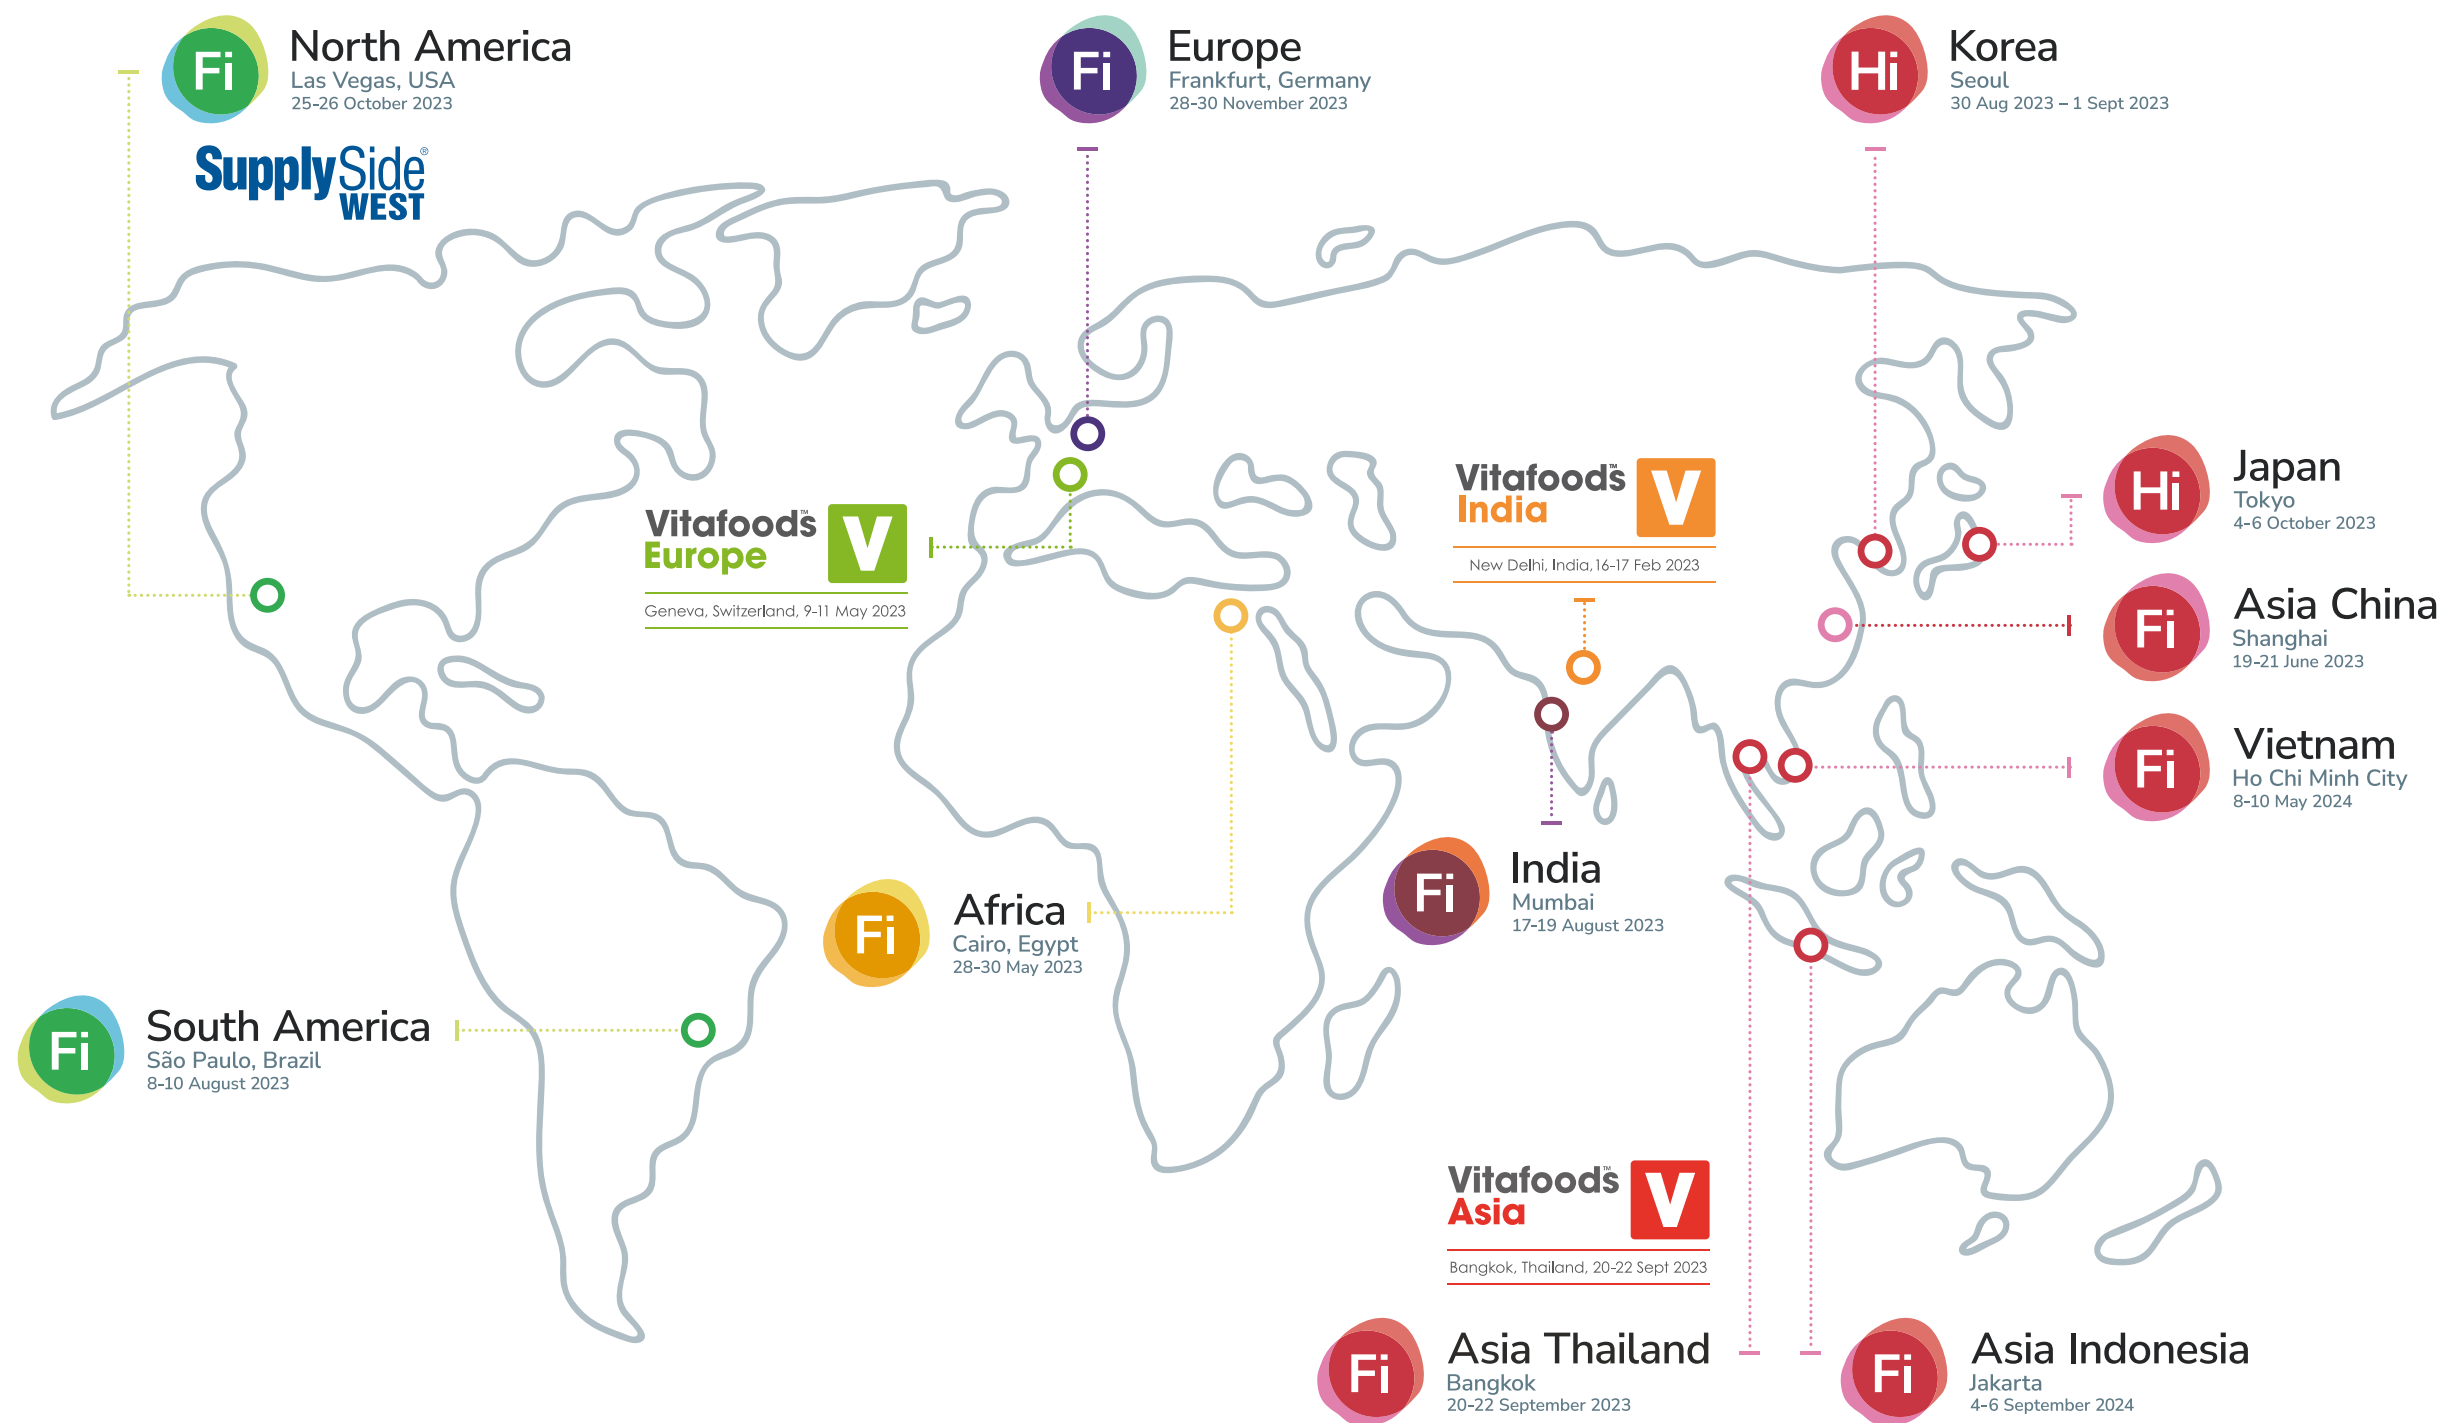 Fi
North America
Las Vegas, USA
25-26 October 2023
SupplySide®
WEST
Fi
Europe
Frankfurt, Germany
28-30 November 2023
Hi
Korea
Seoul
30 Aug 2023 – 1 Sept 2023
Vitafoods™
Europe
V
Geneva, Switzerland, 9-11 May 2023
Vitafoods™
India
V
New Delhi, India, 16-17 Feb 2023
Hi
Japan
Tokyo
4-6 October 2023
Fi
Asia China
Shanghai
19-21 June 2023
Fi
Vietnam
Ho Chi Minh City
8-10 May 2024
Fi
India
Mumbai
17-19 August 2023
Fi
Africa
Cairo, Egypt
28-30 May 2023
Fi
South America
São Paulo, Brazil
8-10 August 2023
Vitafoods™
Asia
V
Bangkok, Thailand, 20-22 Sept 2023
Fi
Asia Thailand
Bangkok
20-22 September 2023
Fi
Asia Indonesia
Jakarta
4-6 September 2024